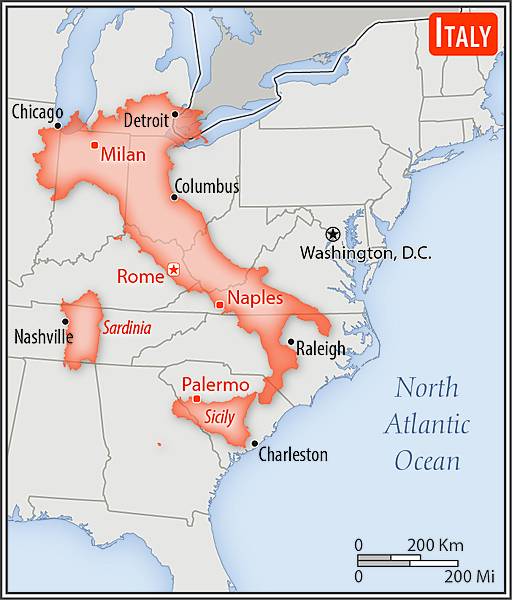 ITALY
Chicago
Detroit
Milan
Columbus
Washington, D.C.
Rome
Naples
Nashville
Sardinia
Raleigh
Palermo
Sicily
North
Atlantic
Ocean
Charleston
0 200 Km
0 200 Mi